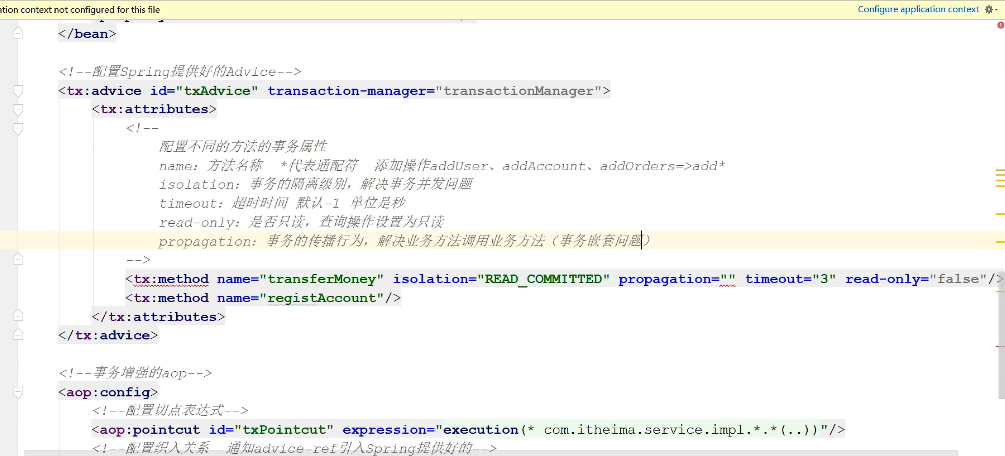 ation context not configured for this file
Configure application context
</bean>
<!--配置Spring提供好的Advice-->
<tx:advice id="txAdvice" transaction-manager="transactionManager">
<tx:attributes>
<!--
配置不同的方法的事务属性
name：方法名称 *代表通配符 添加操作addUser、addAccount、addOrders=>add*
isolation：事务的隔离级别，解决事务并发问题
timeout：超时时间 默认-1 单位是秒
read-only：是否只读，查询操作设置为只读
propagation：事务的传播行为，解决业务方法调用业务方法（事务嵌套问题）
-->
<tx:method name="transferMoney" isolation="READ_COMMITTED" propagation="" timeout="3" read-only="false"/>
<tx:method name="registAccount"/>
</tx:attributes>
</tx:advice>
<!--事务增强的aop-->
<aop:config>
<!--配置切点表达式-->
<aop:pointcut id="txPointcut" expression="execution(* com.itheima.service.impl.*.*(..))"/>
<!--配置织入关系 通知advice-ref引入Spring提供好的-->